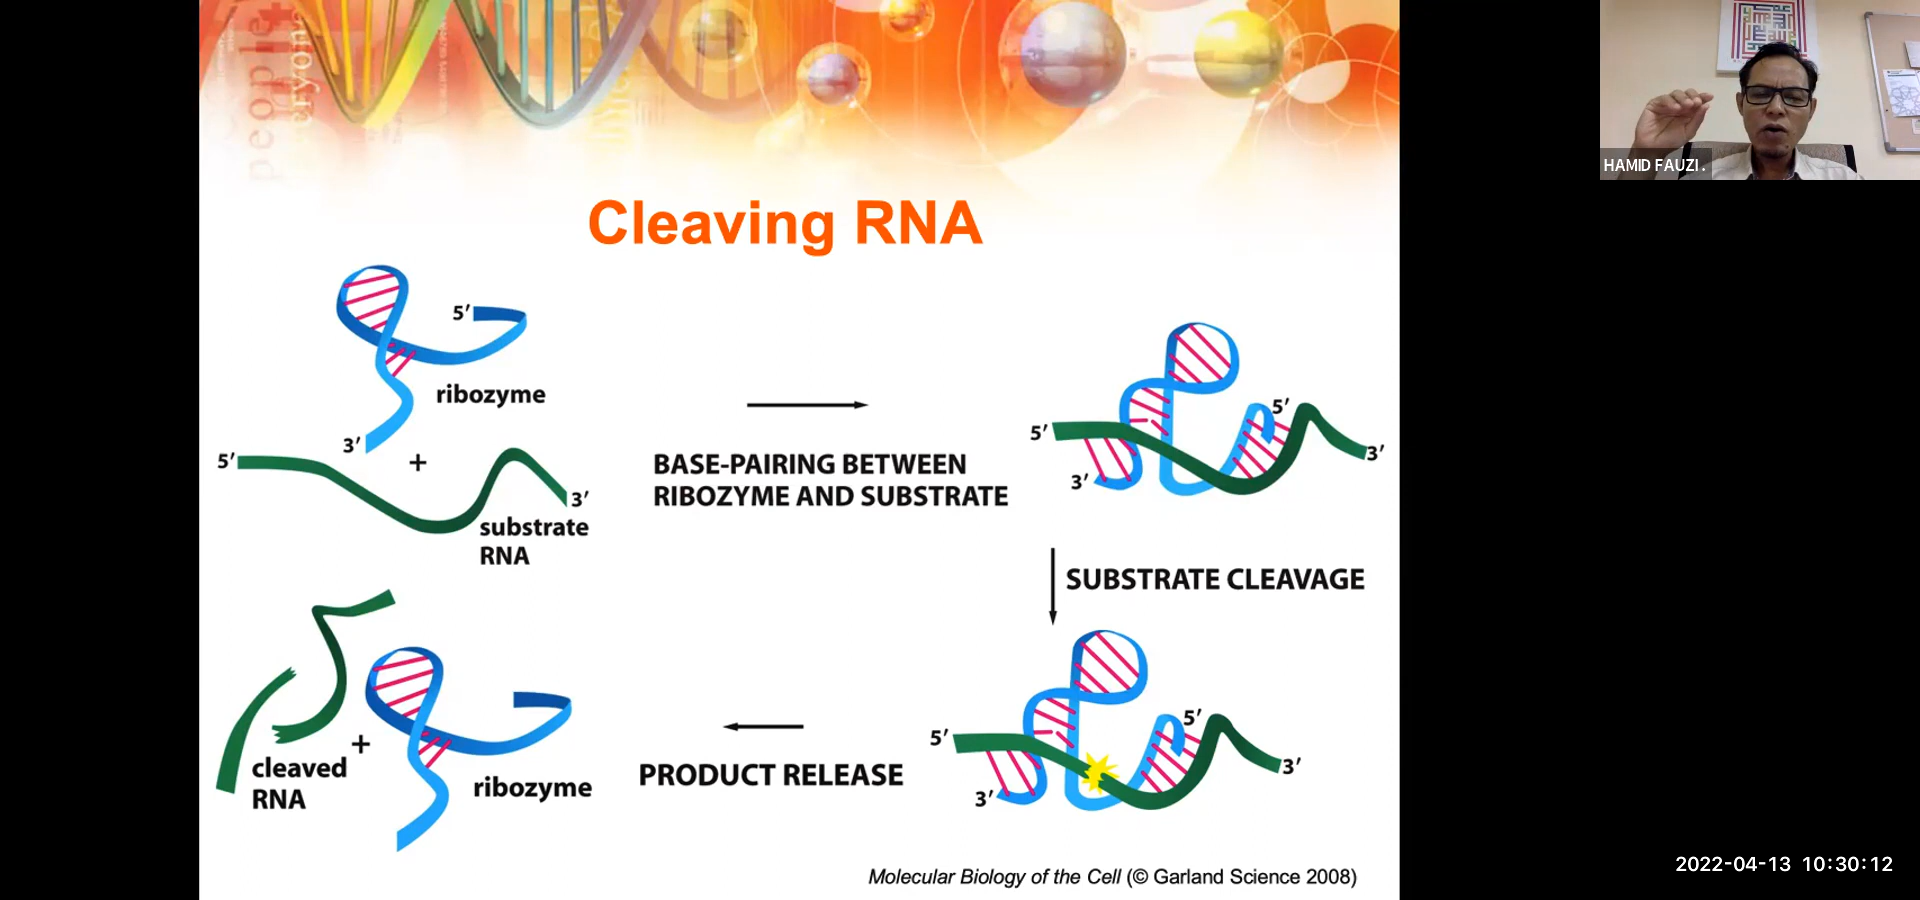 people
eryone
HAMID FAUZI .
Cleaving RNA
5′
ribozyme
3′
+
5′
3′
substrate
RNA
BASE-PAIRING BETWEEN
RIBOZYME AND SUBSTRATE
5′
5′
3′
3′
SUBSTRATE CLEAVAGE
5′
5′
3′
3′
PRODUCT RELEASE
cleaved
RNA
+
ribozyme
Molecular Biology of the Cell (© Garland Science 2008)
2022-04-13 10:30:12